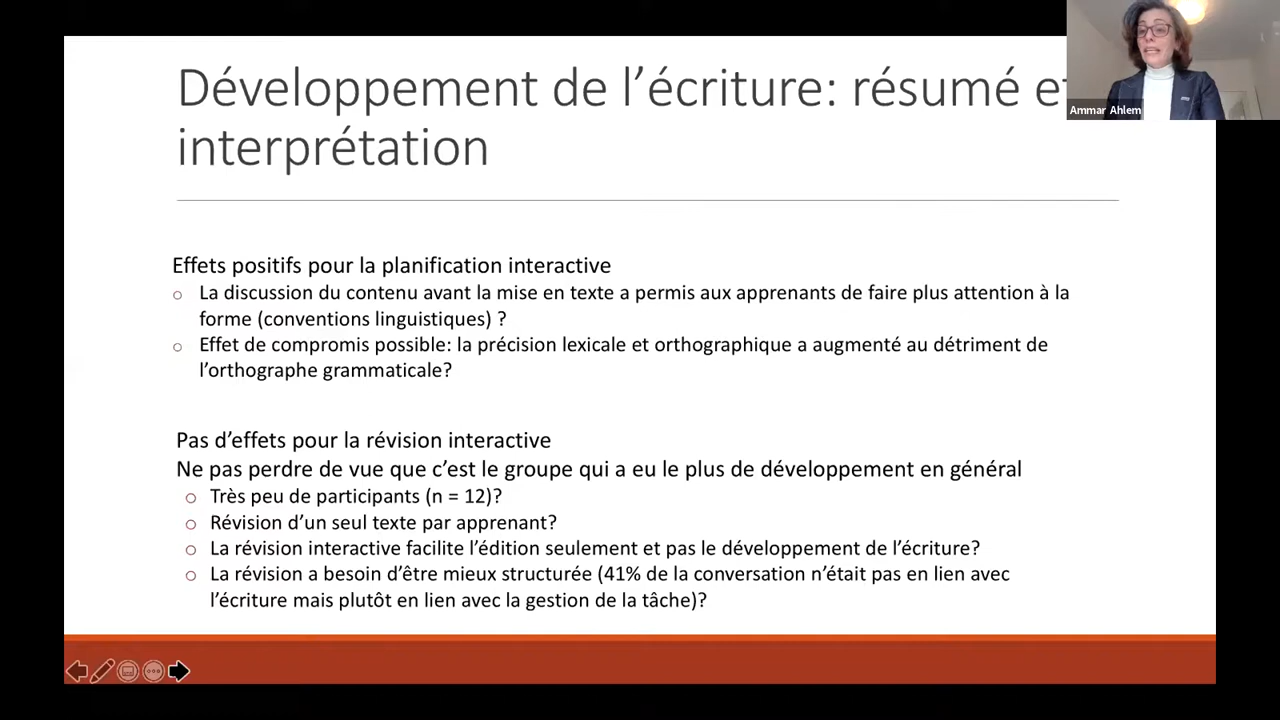 Développement de l’écriture: résumé et
interprétation
Ammar Ahlem
Effets positifs pour la planification interactive
o La discussion du contenu avant la mise en texte a permis aux apprenants de faire plus attention à la
forme (conventions linguistiques) ?
o Effet de compromis possible: la précision lexicale et orthographique a augmenté au détriment de
l’orthographe grammaticale?
Pas d’effets pour la révision interactive
Ne pas perdre de vue que c’est le groupe qui a eu le plus de développement en général
o Très peu de participants (n = 12)?
o Révision d’un seul texte par apprenant?
o La révision interactive facilite l’édition seulement et pas le développement de l’écriture?
o La révision a besoin d’être mieux structurée (41% de la conversation n’était pas en lien avec
l’écriture mais plutôt en lien avec la gestion de la tâche)?